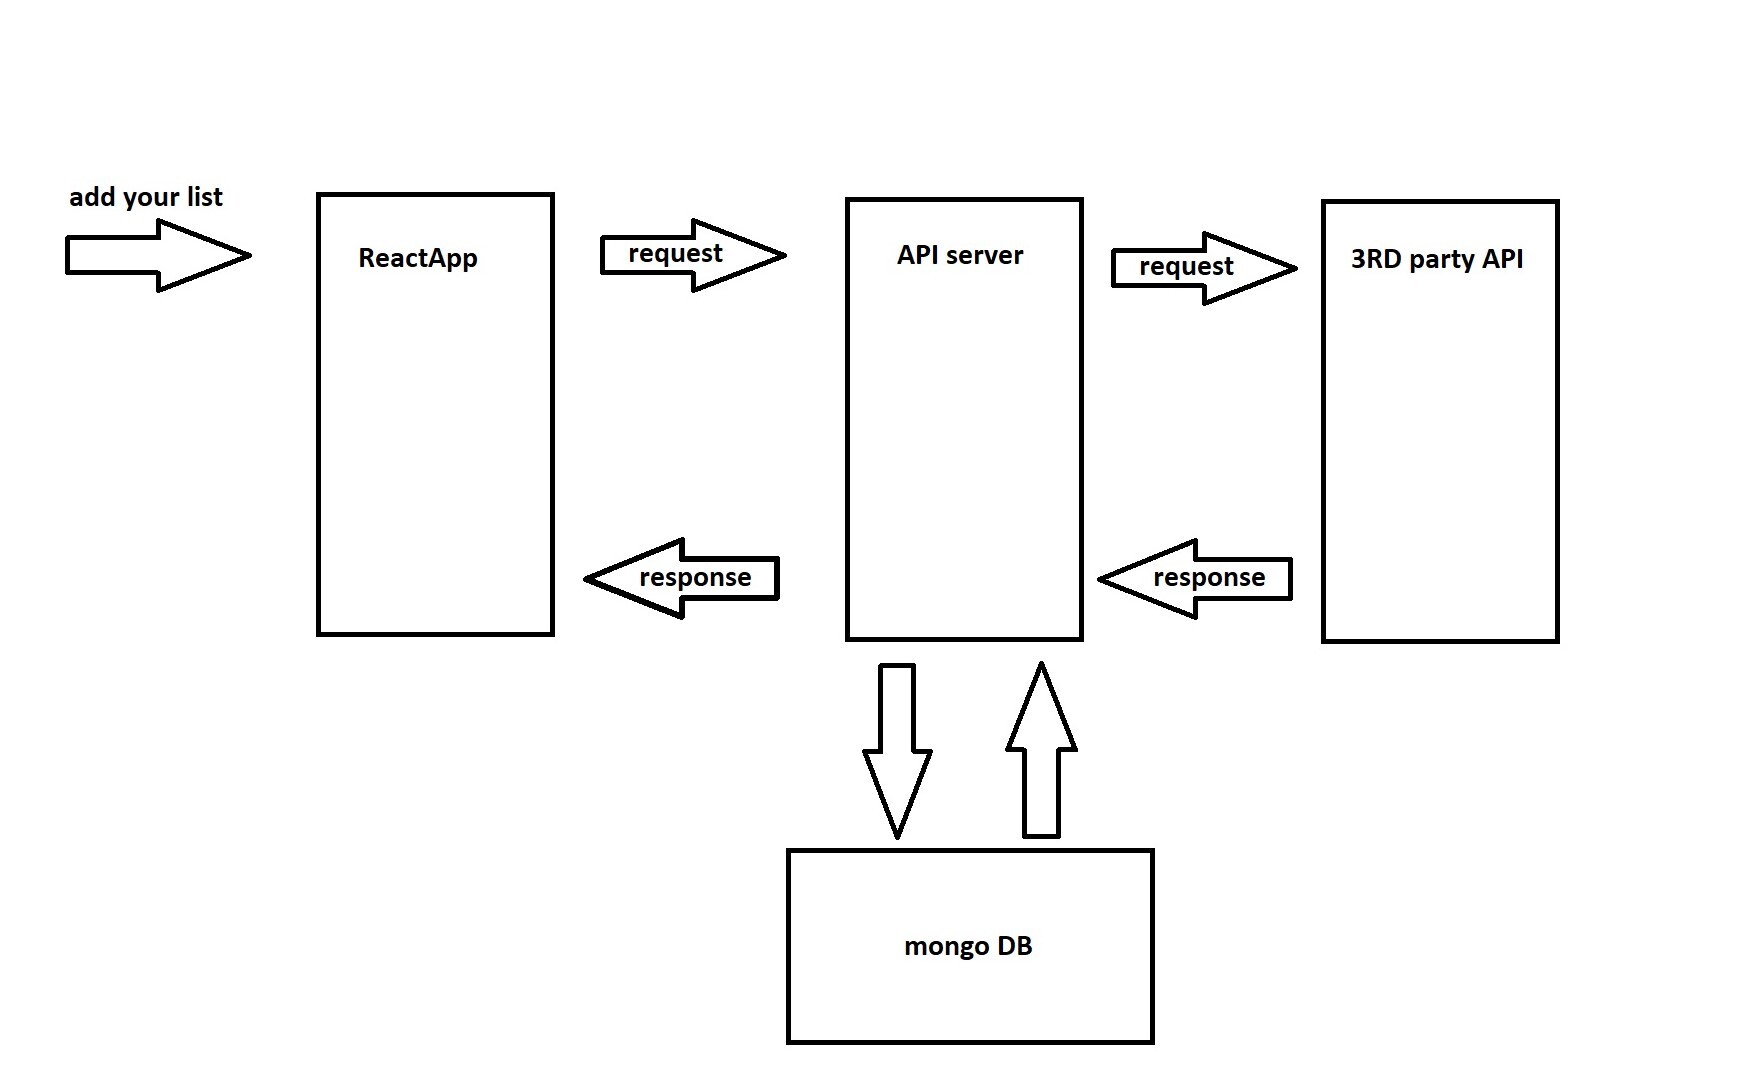 add your list
ReactApp
request
API server
request
3RD party API
response
response
mongo DB